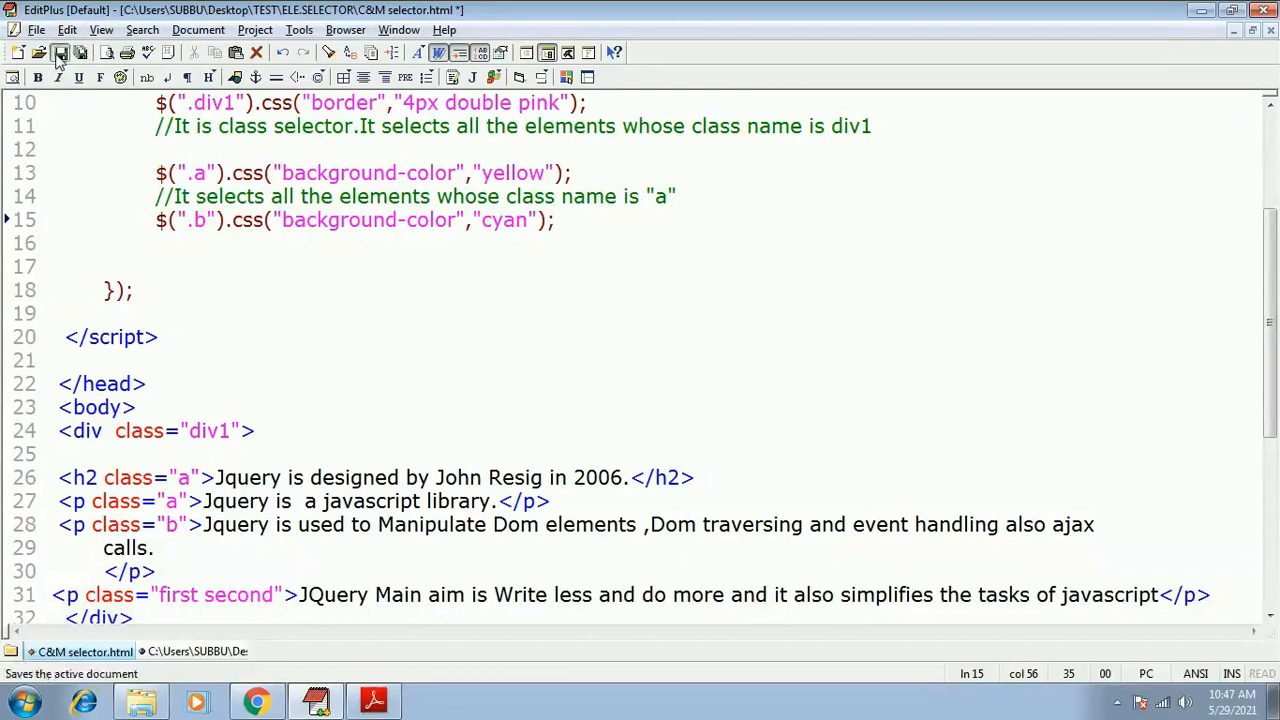 EditPlus [Default] - [C:\Users\SUBBU\Desktop\TEST\ELE.SELECTOR\C&M selector.html *]
File Edit View Search Document Project Tools Browser Window Help
10 $(".div1").css("border","4px double pink");
11 //It is class selector.It selects all the elements whose class name is div1
12
13 $(".a").css("background-color","yellow");
14 //It selects all the elements whose class name is "a"
15 $(".b").css("background-color","cyan");
16
17
18 });
19
20 </script>
21
22 </head>
23 <body>
24 <div class="div1">
25
26 <h2 class="a">Jquery is designed by John Resig in 2006.</h2>
27 <p class="a">Jquery is  a javascript library.</p>
28 <p class="b">Jquery is used to Manipulate Dom elements ,Dom traversing and event handling also ajax
29 calls.
30 </p>
31 <p class="first second">JQuery Main aim is Write less and do more and it also simplifies the tasks of javascript</p>
32 </div>
C&M selector.html C:\Users\SUBBU\De:
Saves the active document Ln 15 col 56 35 00 PC ANSI INS READ
10:47 AM
5/29/2021